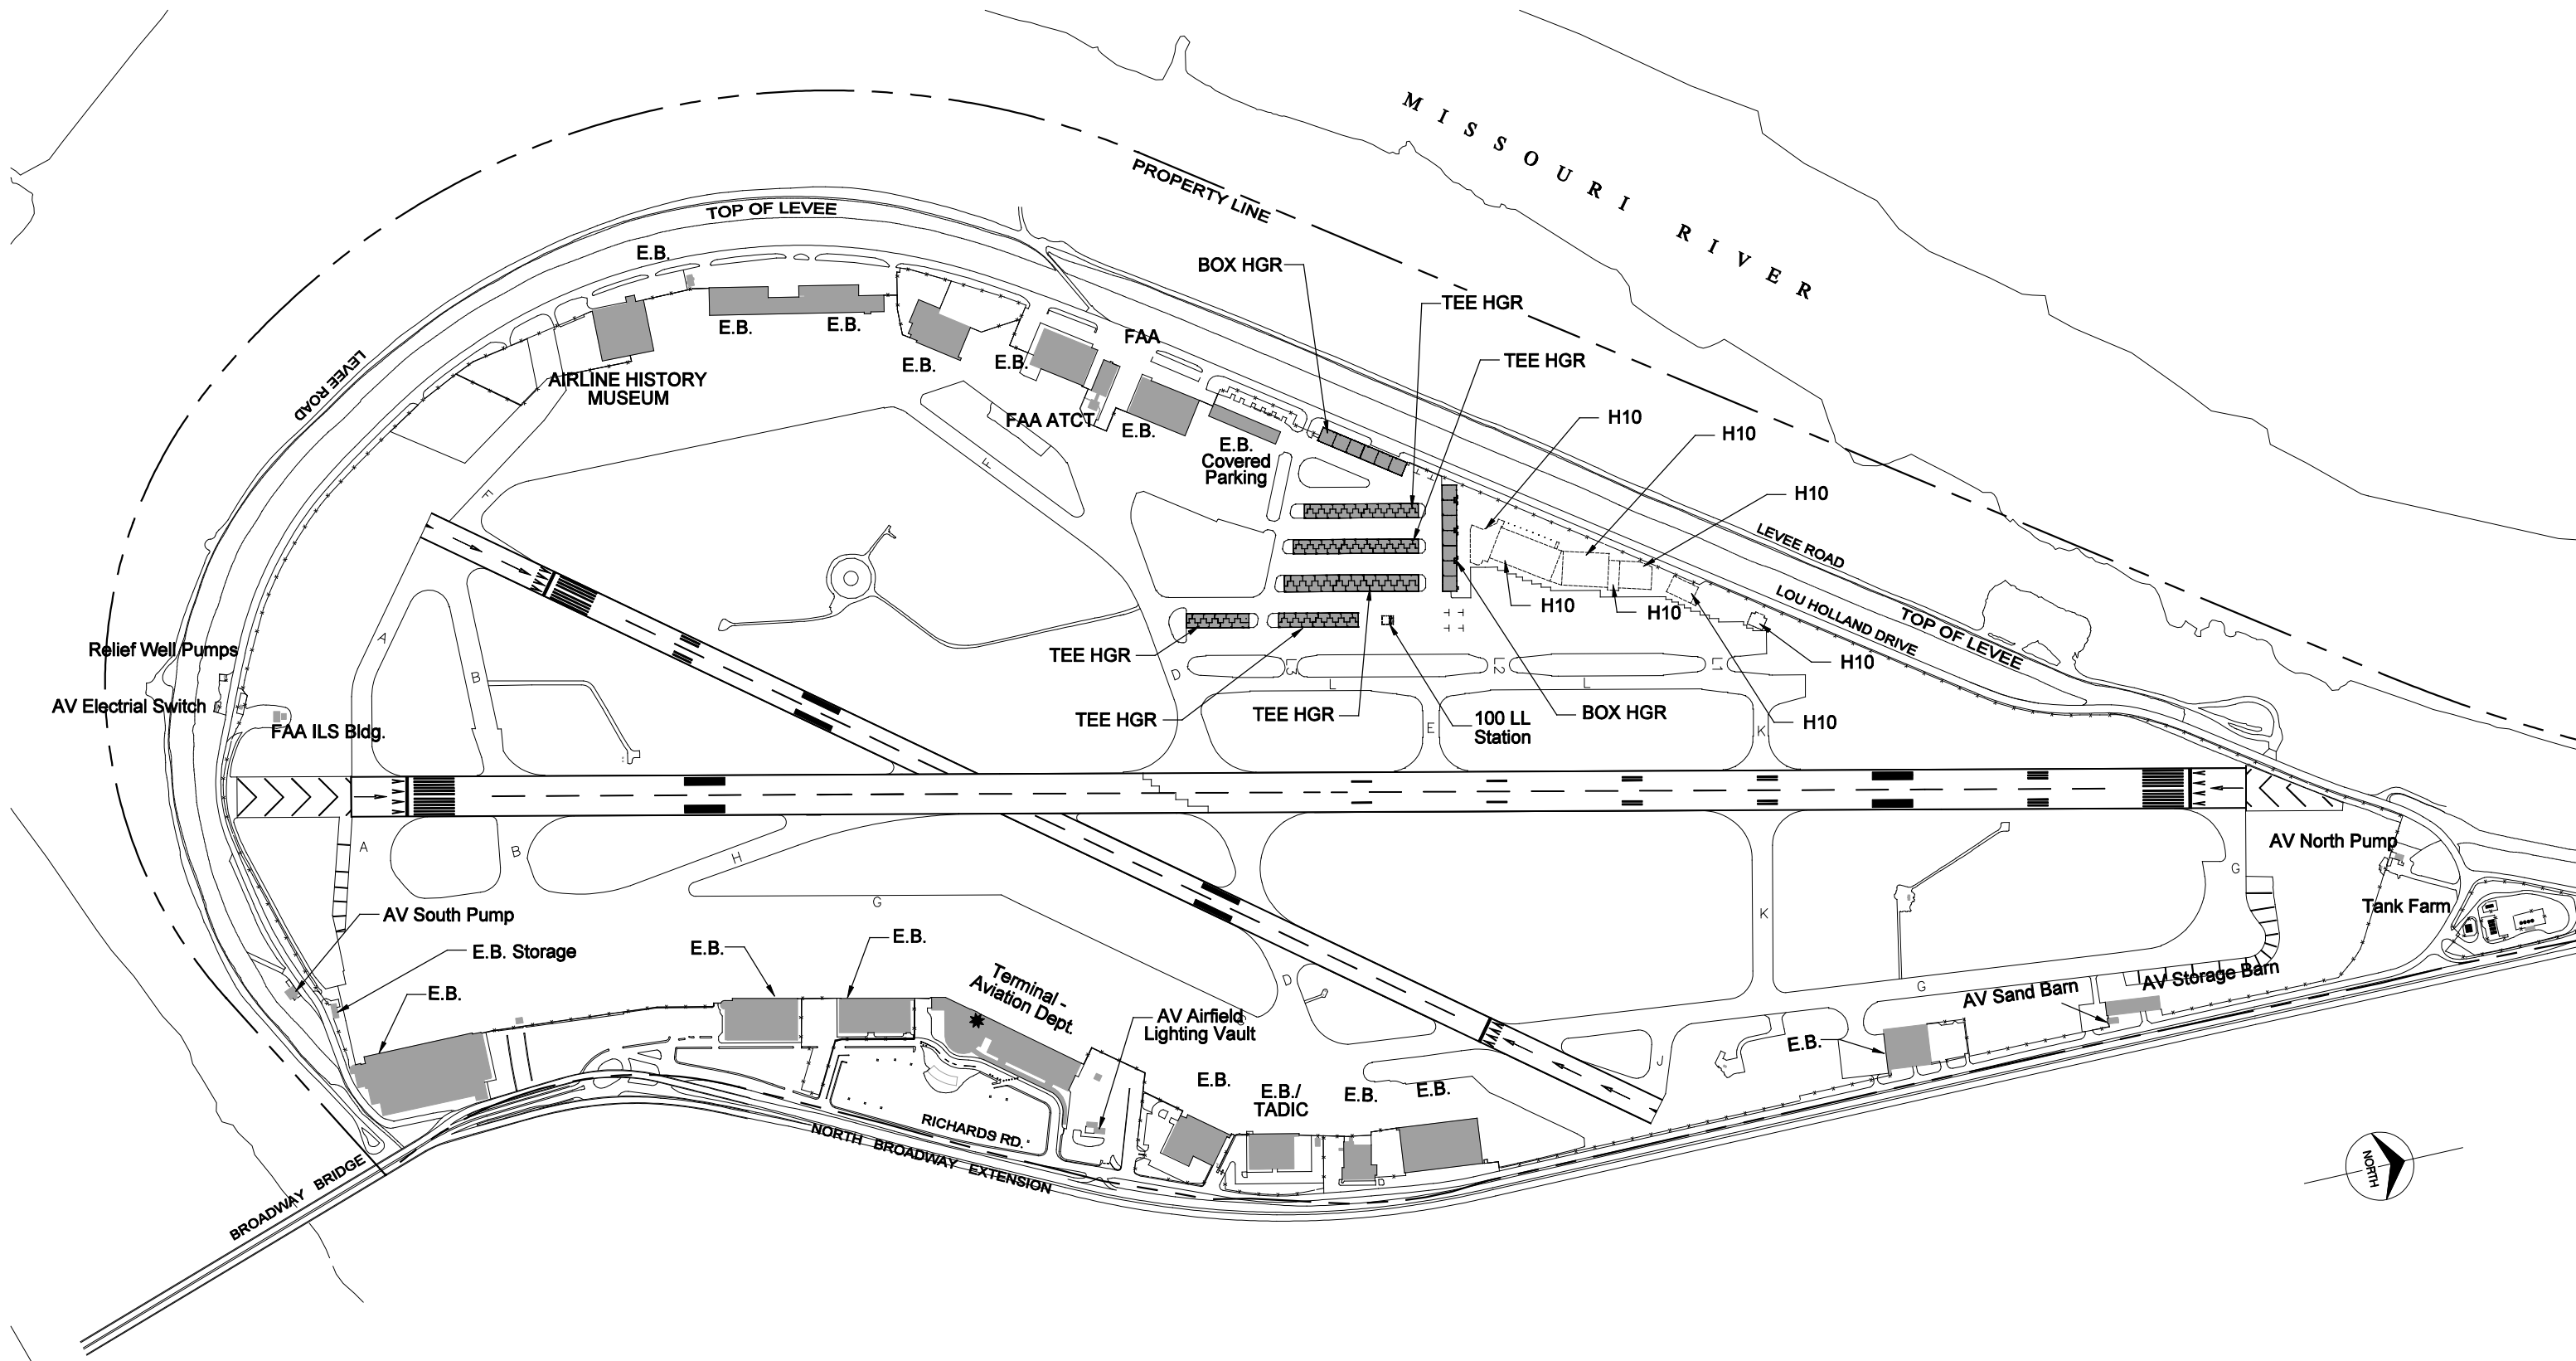 MISSOURI RIVER
PROPERTY LINE
TOP OF LEVEE
E.B.
BOX HGR
TEE HGR
E.B.
E.B.
FAA
E.B.
E.B.
TEE HGR
LEVEE ROAD
AIRLINE HISTORY
MUSEUM
FAA ATCT
E.B.
E.B.
Covered
Parking
H10
H10
H10
F
F
LEVEE ROAD
LOU HOLLAND DRIVE
TOP OF LEVEE
H10
H10
H10
H10
A
B
Relief Well Pumps
AV Electrial Switch
FAA ILS Bldg.
TEE HGR
TEE HGR
TEE HGR
D
L3
L
L2
L
L1
E
K
100 LL
Station
BOX HGR
A
B
H
G
K
G
AV North Pump
Tank Farm
AV South Pump
E.B. Storage
E.B.
E.B.
E.B.
Terminal -
Aviation Dept.
D
G
AV Airfield
Lighting Vault
G
AV Sand Barn
AV Storage Barn
E.B.
J
E.B.
E.B./
TADIC
E.B.
E.B.
RICHARDS RD.
NORTH BROADWAY EXTENSION
BROADWAY BRIDGE
NORTH